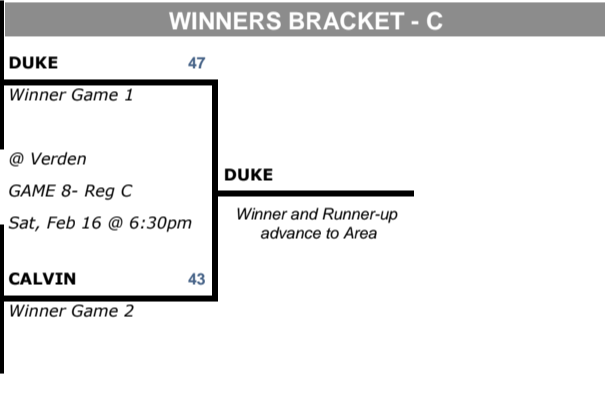 WINNERS BRACKET - C
DUKE 47
Winner Game 1
@ Verden
GAME 8- Reg C
Sat, Feb 16 @ 6:30pm
DUKE
Winner and Runner-up
advance to Area
CALVIN 43
Winner Game 2